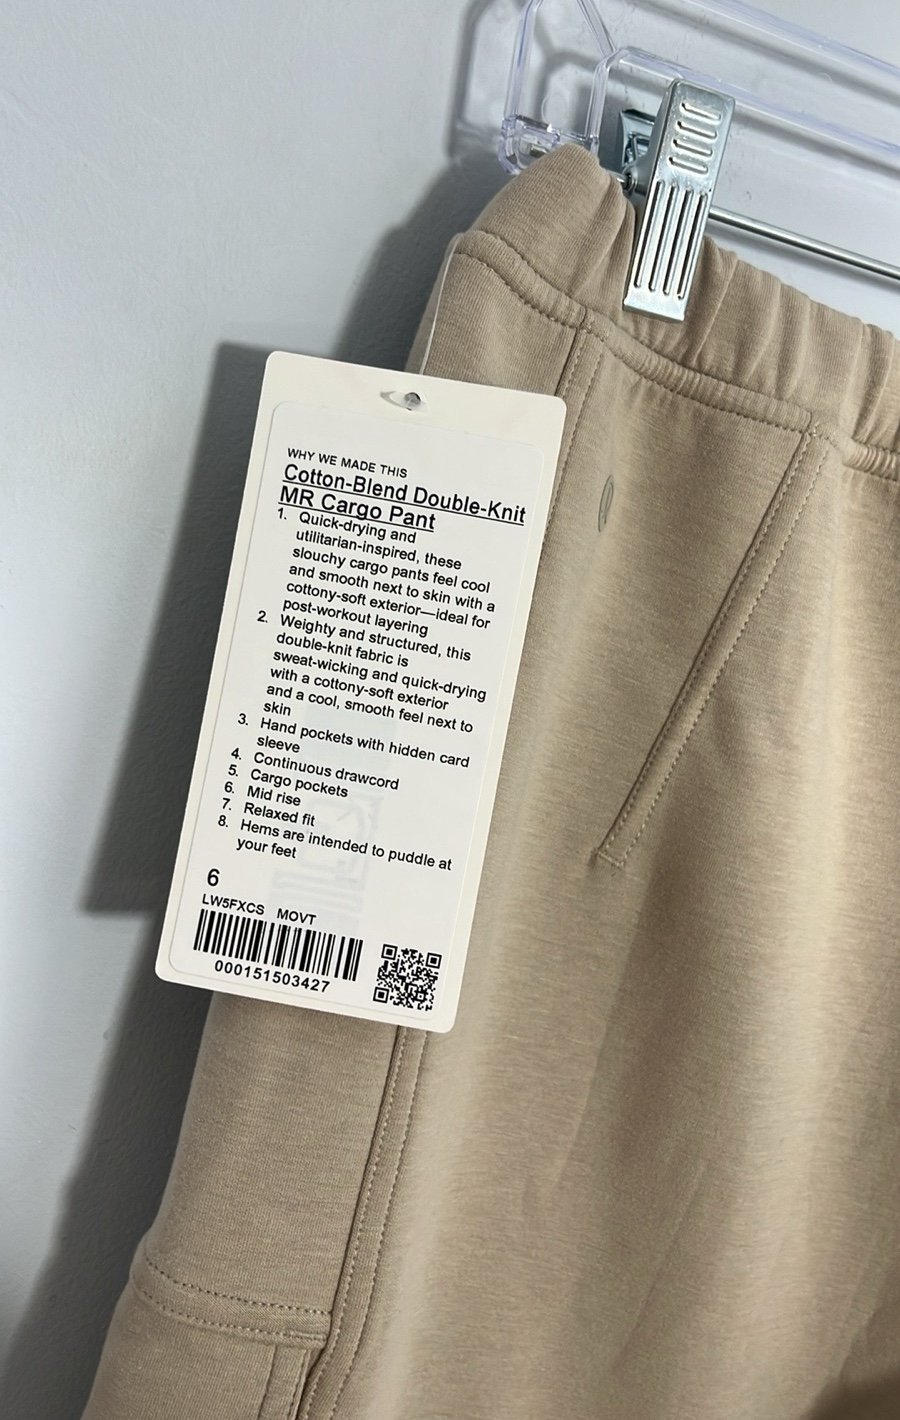 WHY WE MADE THIS
Cotton-Blend Double-Knit
MR Cargo Pant
1. Quick-drying and
utilitarian-inspired, these
slouchy cargo pants feel cool
and smooth next to skin with a
cottony-soft exterior—ideal for
post-workout layering
2. Weighty and structured, this
double-knit fabric is
sweat-wicking and quick-drying
with a cottony-soft exterior
and a cool, smooth feel next to
skin
3. Hand pockets with hidden card
sleeve
4. Continuous drawcord
5. Cargo pockets
6. Mid rise
7. Relaxed fit
8. Hems are intended to puddle at
your feet
6
LW5FXCS MOVT
000151503427